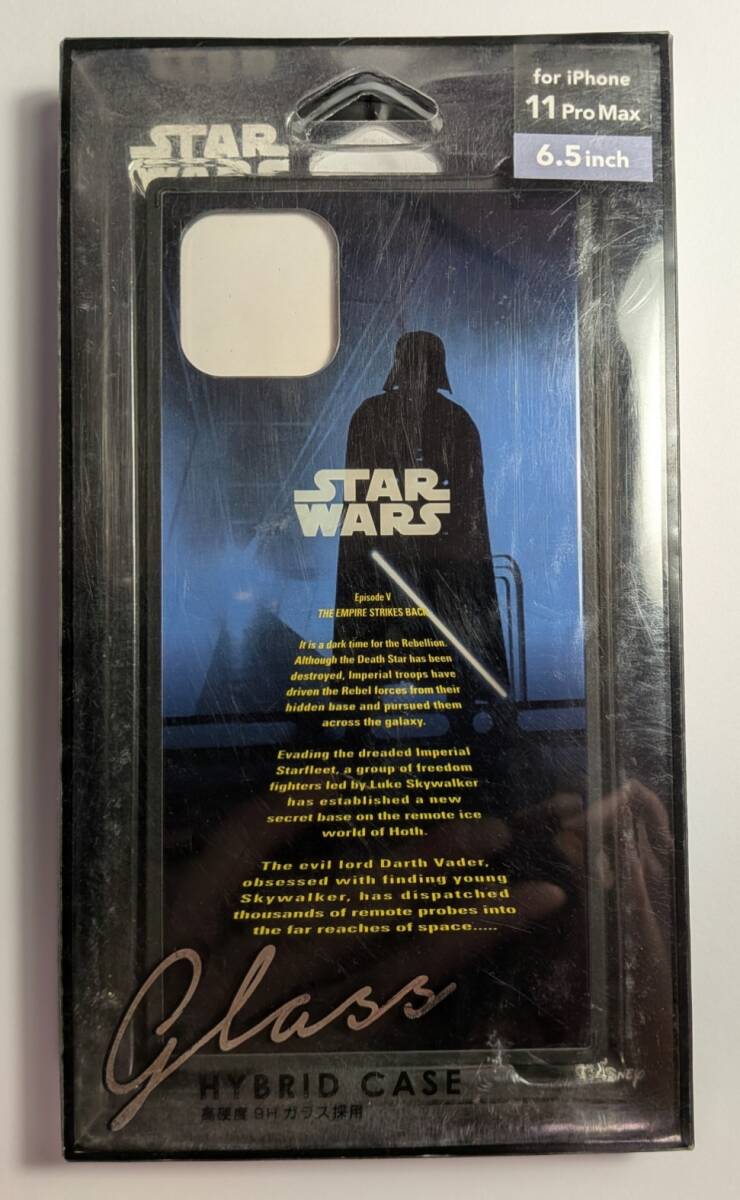 for iPhone
11 Pro Max
6.5inch
STAR
WARS
STAR
WARS
Episode V
THE EMPIRE STRIKES BACK
It is a dark time for the Rebellion.
Although the Death Star has been
destroyed, Imperial troops have
driven the Rebel forces from their
hidden base and pursued them
across the galaxy.
Evading the dreaded Imperial
Starfleet, a group of freedom
fighters led by Luke Skywalker
has established a new
secret base on the remote ice
world of Hoth.
The evil lord Darth Vader,
obsessed with finding young
Skywalker, has dispatched
thousands of remote probes into
the far reaches of space.....
Glass
HYBRID CASE
高硬度 9H ガラス採用
©DISNEY